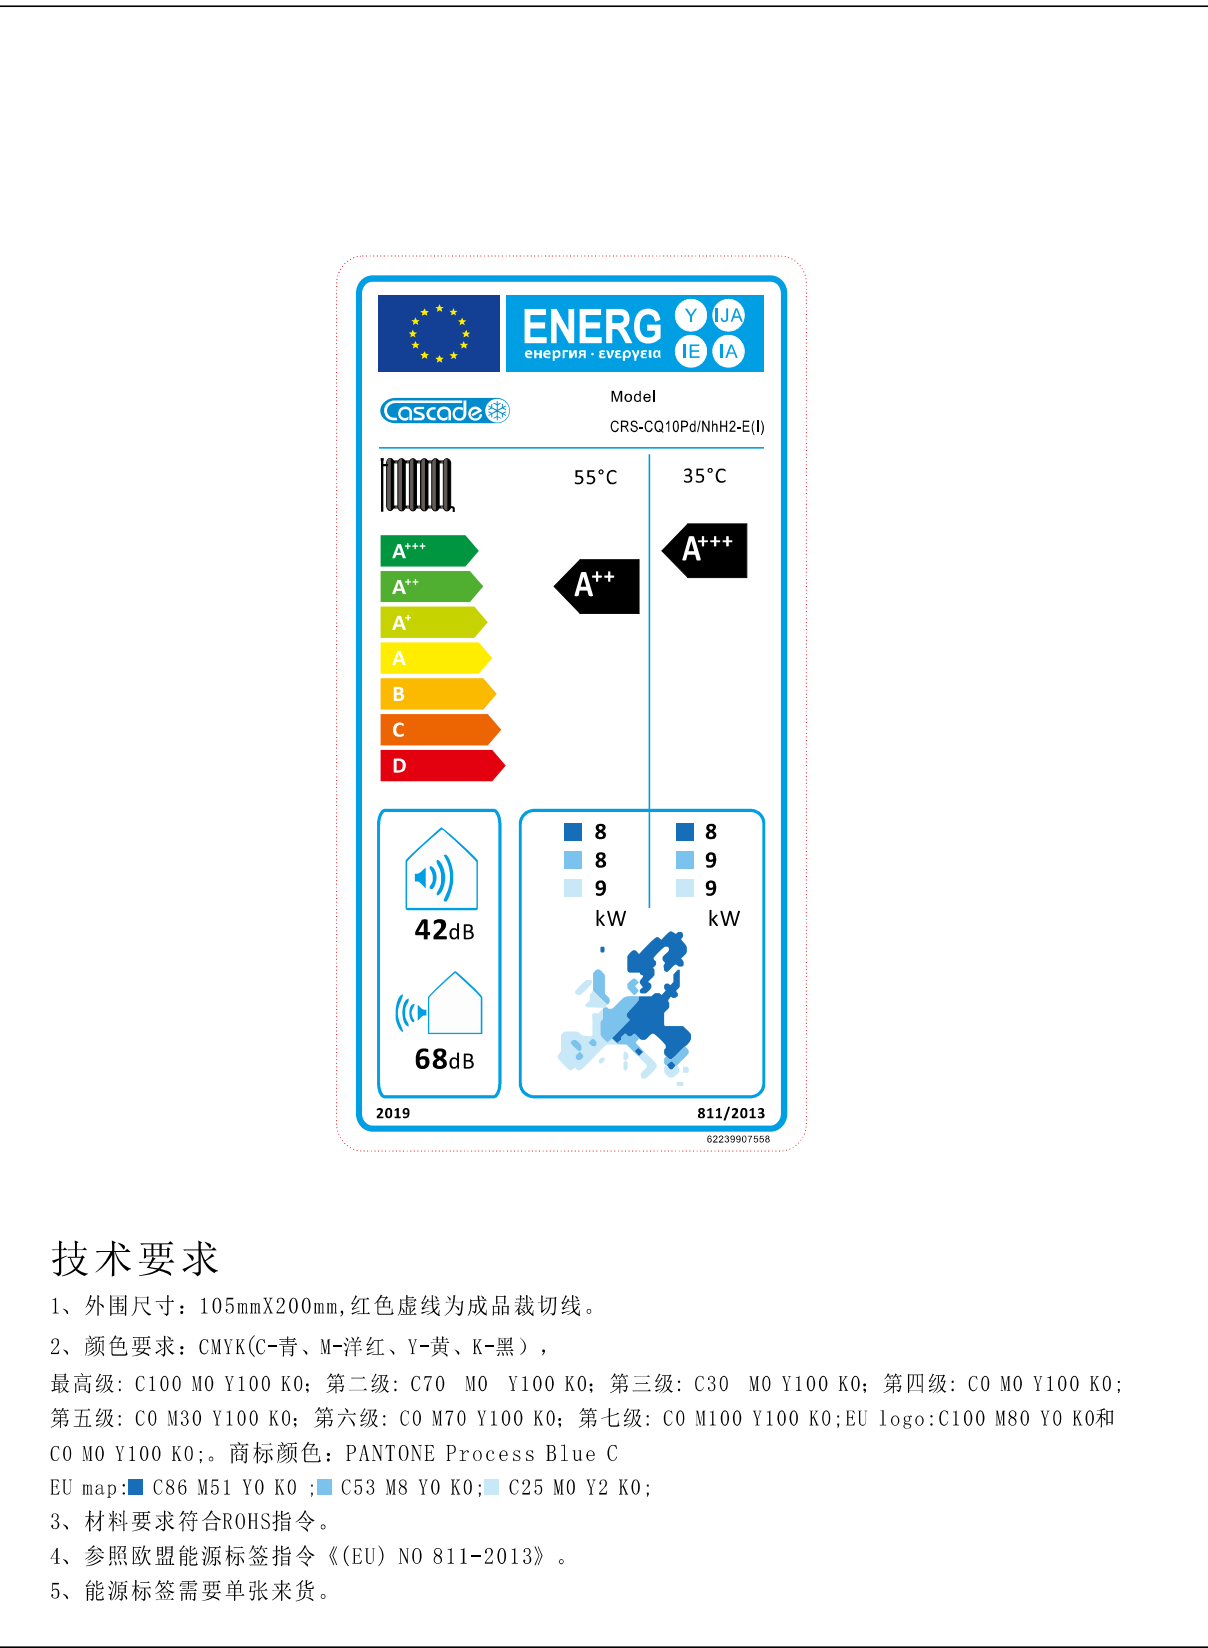 ENERG
енергия · ενεργεια
Y
IJA
IE
IA
Cascade
Model
CRS-CQ10Pd/NhH2-E(I)
55°C
35°C
A+++
A++
A+
A
B
C
D
A++
A+++
42dB
68dB
8
8
9
kW
8
9
9
kW
2019
811/2013
62239907558
技术要求
1、外围尺寸：105mmX200mm,红色虚线为成品裁切线。
2、颜色要求：CMYK(C-青、M-洋红、Y-黄、K-黑），
最高级: C100 M0 Y100 K0; 第二级: C70 M0 Y100 K0; 第三级: C30 M0 Y100 K0; 第四级: C0 M0 Y100 K0;
第五级: C0 M30 Y100 K0; 第六级: C0 M70 Y100 K0; 第七级: C0 M100 Y100 K0;EU logo:C100 M80 Y0 K0和
C0 M0 Y100 K0;。商标颜色：PANTONE Process Blue C
EU map: C86 M51 Y0 K0 ; C53 M8 Y0 K0; C25 M0 Y2 K0;
3、材料要求符合ROHS指令。
4、参照欧盟能源标签指令《(EU) NO 811-2013》。
5、能源标签需要单张来货。